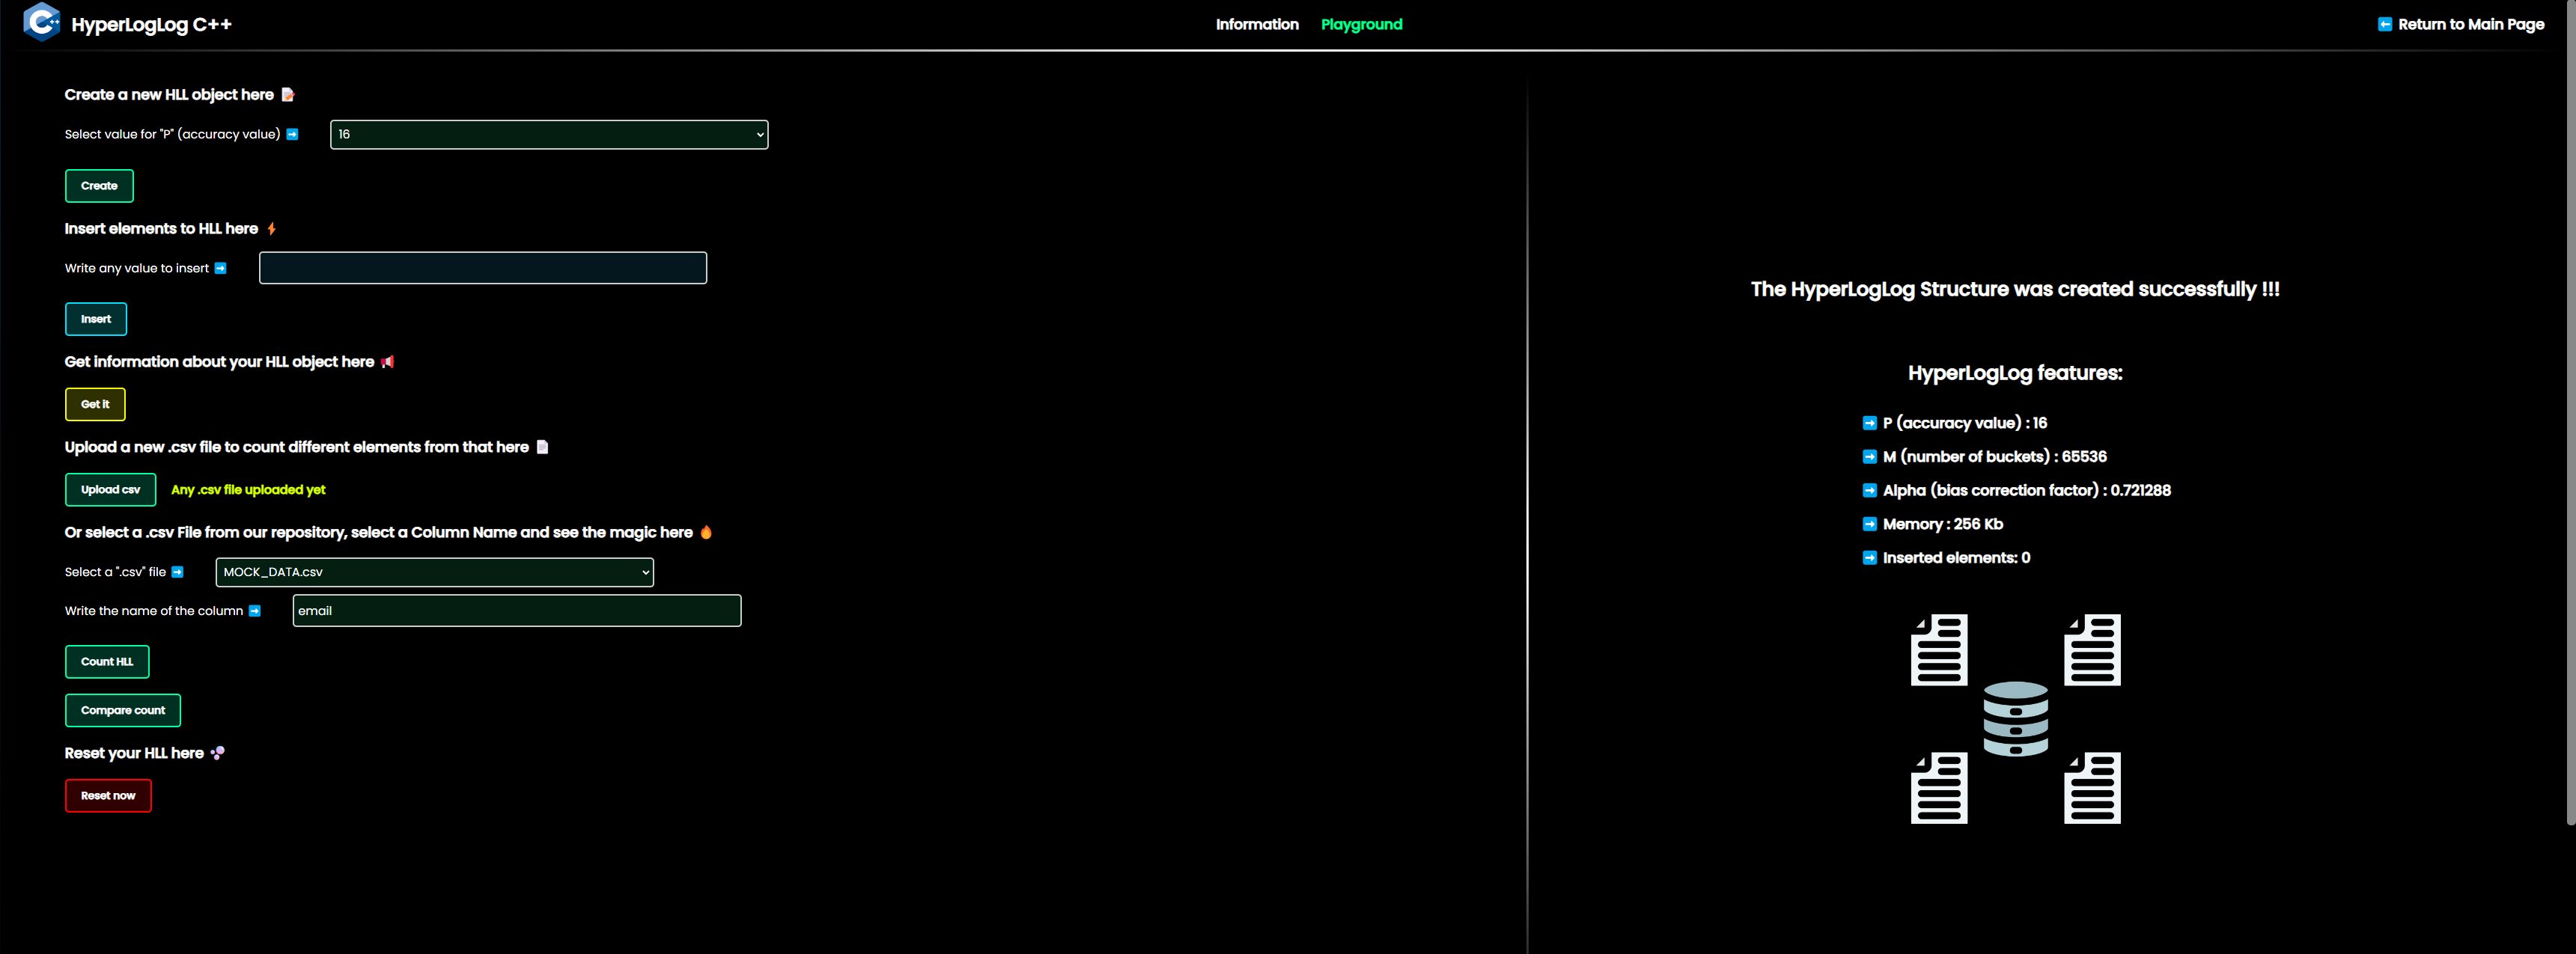 HyperLogLog C++
Information Playground
Return to Main Page
Create a new HLL object here
Select value for "P" (accuracy value)
16
Create
Insert elements to HLL here
Write any value to insert
Insert
Get information about your HLL object here
Get it
Upload a new .csv file to count different elements from that here
Upload csv Any .csv file uploaded yet
Or select a .csv File from our repository, select a Column Name and see the magic here
Select a ".csv" file MOCK_DATA.csv
Write the name of the column email
Count HLL
Compare count
Reset your HLL here
Reset now
The HyperLogLog Structure was created successfully !!!
HyperLogLog features:
P (accuracy value) : 16
M (number of buckets) : 65536
Alpha (bias correction factor) : 0.721288
Memory : 256 Kb
Inserted elements: 0